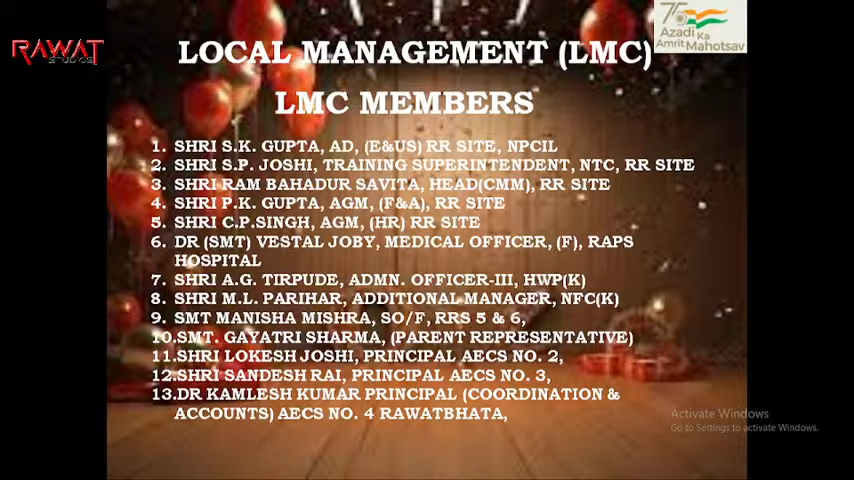 RAWAT
STUDIOS
75
Azadi Ka
Amrit Mahotsav
LOCAL MANAGEMENT (LMC)
LMC MEMBERS
1. SHRI S.K. GUPTA, AD, (E&US) RR SITE, NPCIL
2. SHRI S.P. JOSHI, TRAINING SUPERINTENDENT, NTC, RR SITE
3. SHRI RAM BAHADUR SAVITA, HEAD(CMM), RR SITE
4. SHRI P.K. GUPTA, AGM, (F&A), RR SITE
5. SHRI C.P.SINGH, AGM, (HR) RR SITE
6. DR (SMT) VESTAL JOBY, MEDICAL OFFICER, (F), RAPS
HOSPITAL
7. SHRI A.G. TIRPUDE, ADMN. OFFICER-III, HWP(K)
8. SHRI M.L. PARIHAR, ADDITIONAL MANAGER, NFC(K)
9. SMT MANISHA MISHRA, SO/F, RRS 5 & 6,
10.SMT. GAYATRI SHARMA, (PARENT REPRESENTATIVE)
11.SHRI LOKESH JOSHI, PRINCIPAL AECS NO. 2,
12.SHRI SANDESH RAI, PRINCIPAL AECS NO. 3,
13.DR KAMLESH KUMAR PRINCIPAL (COORDINATION &
ACCOUNTS) AECS NO. 4 RAWATBHATA,
Activate Windows
Go to Settings to activate Windows.